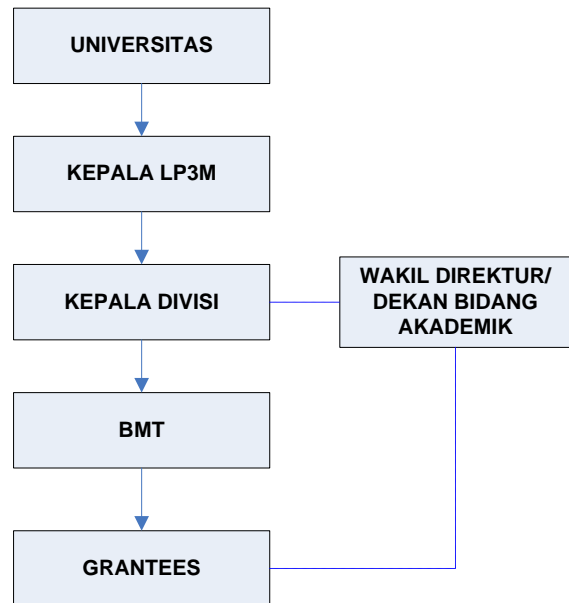 UNIVERSITAS
KEPALA LP3M
KEPALA DIVISI
WAKIL DIREKTUR/
DEKAN BIDANG
AKADEMIK
BMT
GRANTEES